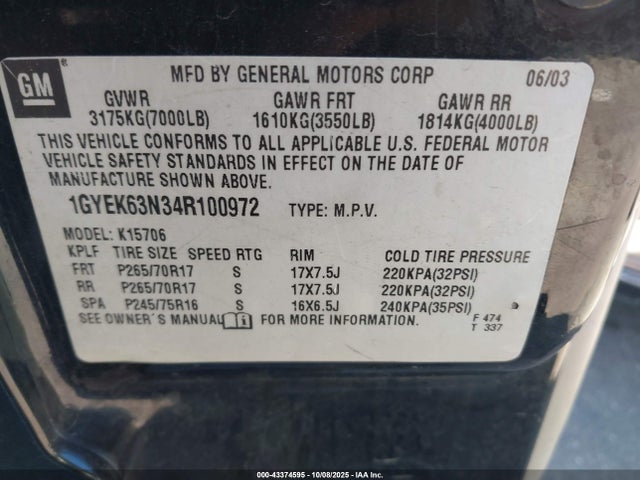 GM ®
MFD BY GENERAL MOTORS CORP 06/03
GVWR GAWR FRT GAWR RR
3175KG(7000LB) 1610KG(3550LB) 1814KG(4000LB)
THIS VEHICLE CONFORMS TO ALL APPLICABLE U.S. FEDERAL MOTOR
VEHICLE SAFETY STANDARDS IN EFFECT ON THE DATE OF
MANUFACTURE SHOWN ABOVE.
1GYEK63N34R100972 TYPE: M.P.V.
MODEL: K15706
KPLF TIRE SIZE SPEED RTG RIM COLD TIRE PRESSURE
FRT P265/70R17 S 17X7.5J 220KPA(32PSI)
RR P265/70R17 S 17X7.5J 220KPA(32PSI)
SPA P245/75R16 S 16X6.5J 240KPA(35PSI)
SEE OWNER'S MANUAL FOR MORE INFORMATION. F 474
T 337
000-43374595 - 10/08/2025 - IAA Inc.